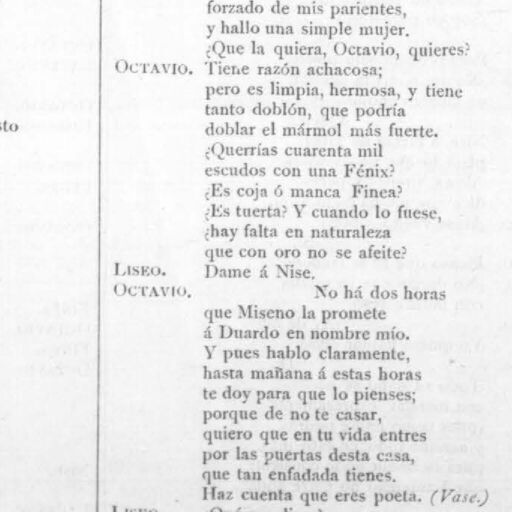 forzado de mis parientes,
y hallo una simple mujer.
¿Que la quiera, Octavio, quieres?
OCTAVIO. Tiene razón achacosa;
pero es limpia, hermosa, y tiene
tanto doblón, que podría
doblar el mármol más fuerte.
¿Querrías cuarenta mil
escudos con una Fénix?
¿Es coja ó manca Finea?
¿Es tuerta? Y cuando lo fuese,
¿hay falta en naturaleza
que con oro no se afeite?
LISEO. Dame á Nise.
OCTAVIO. No há dos horas
que Miseno la promete
á Duardo en nombre mío.
Y pues hablo claramente,
hasta mañana á estas horas
te doy para que lo pienses;
porque de no te casar,
quiero que en tu vida entres
por las puertas desta casa,
que tan enfadada tienes.
Haz cuenta que eres poeta. (Vase.)